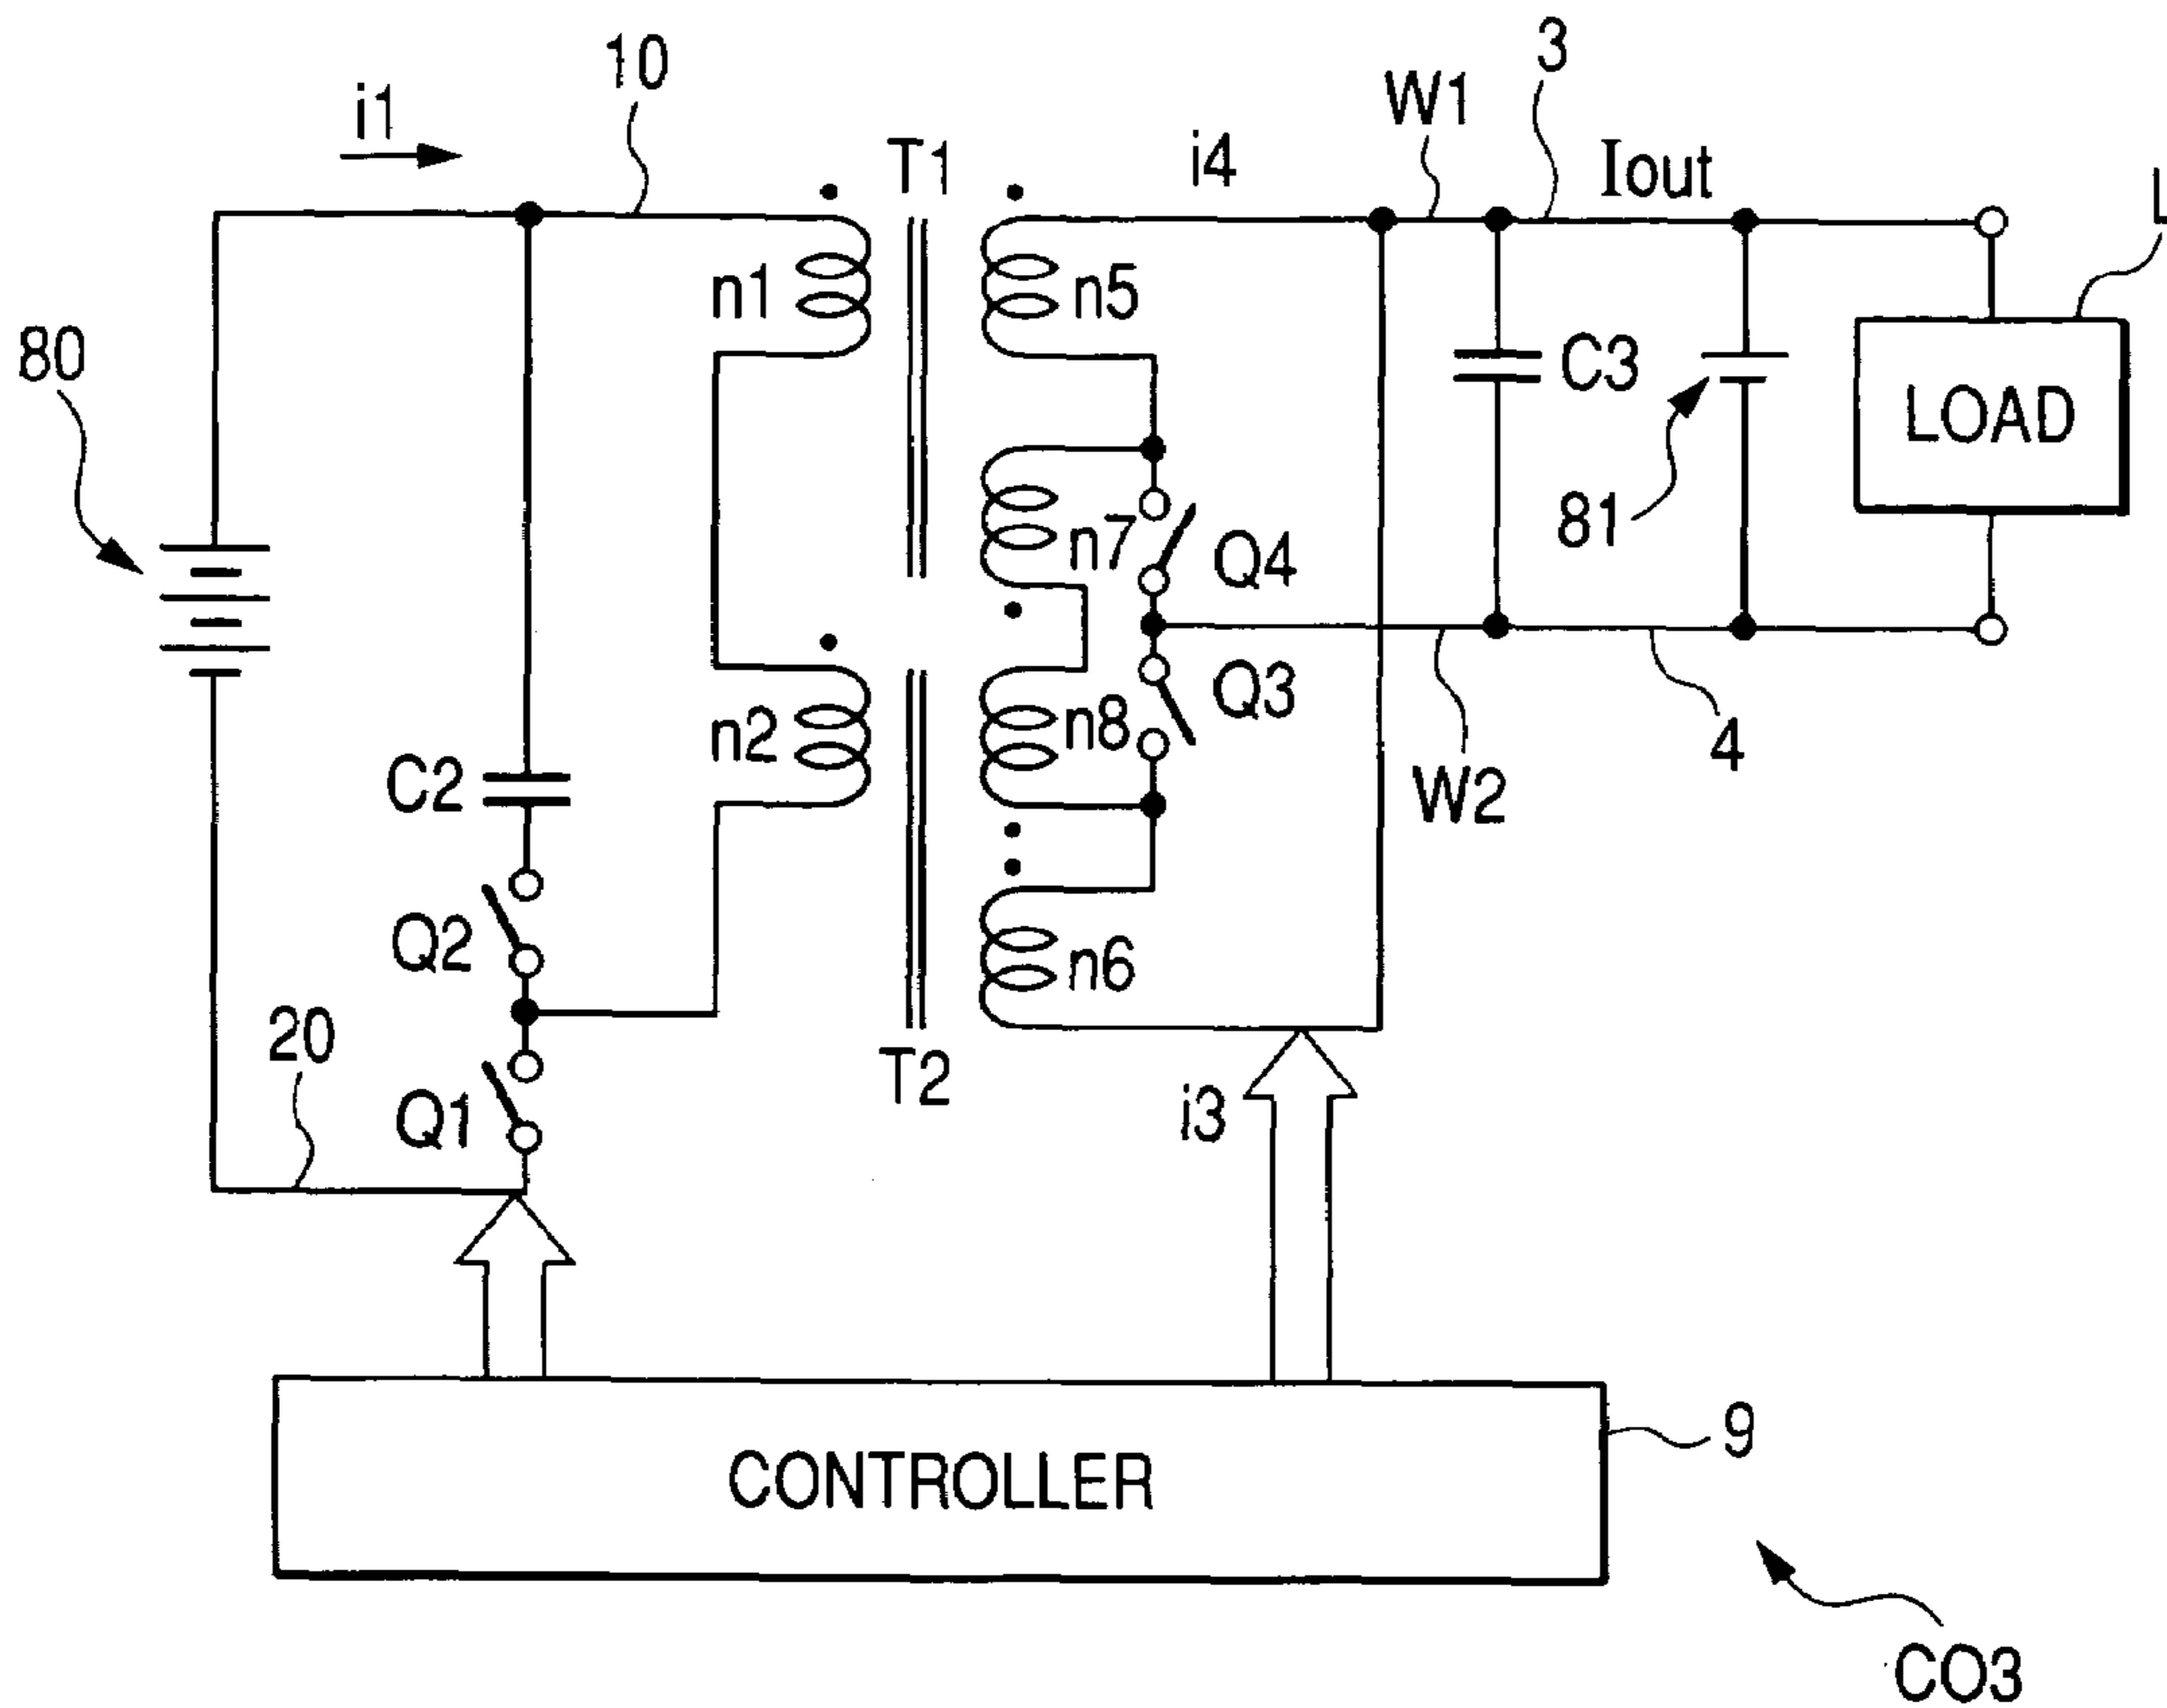 i1
10
T1
i4
W1
3
Iout
L
80
n1
n5
C3
LOAD
81
n7
Q4
n2
n8
Q3
C2
W2
4
Q2
n6
20
Q1
T2
i3
CONTROLLER
9
CO3